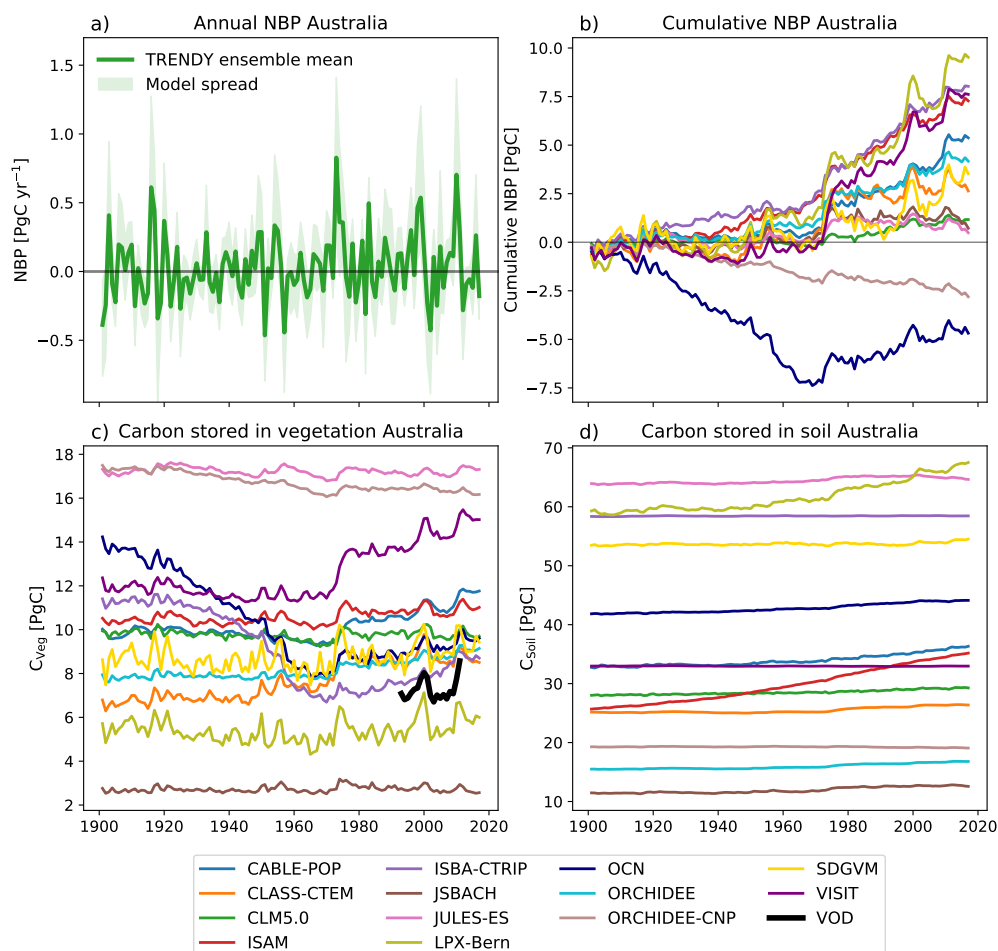 a) Annual NBP Australia
TRENDY ensemble mean
Model spread
NBP [PgC yr⁻¹]
1.5
1.0
0.5
0.0
−0.5
b) Cumulative NBP Australia
Cumulative NBP [PgC]
10.0
7.5
5.0
2.5
0.0
−2.5
−5.0
−7.5
c) Carbon stored in vegetation Australia
C_Veg [PgC]
18
16
14
12
10
8
6
4
2
1900 1920 1940 1960 1980 2000 2020
d) Carbon stored in soil Australia
C_Soil [PgC]
70
60
50
40
30
20
10
1900 1920 1940 1960 1980 2000 2020
CABLE-POP
CLASS-CTEM
CLM5.0
ISAM
ISBA-CTRIP
JSBACH
JULES-ES
LPX-Bern
OCN
ORCHIDEE
ORCHIDEE-CNP
SDGVM
VISIT
VOD